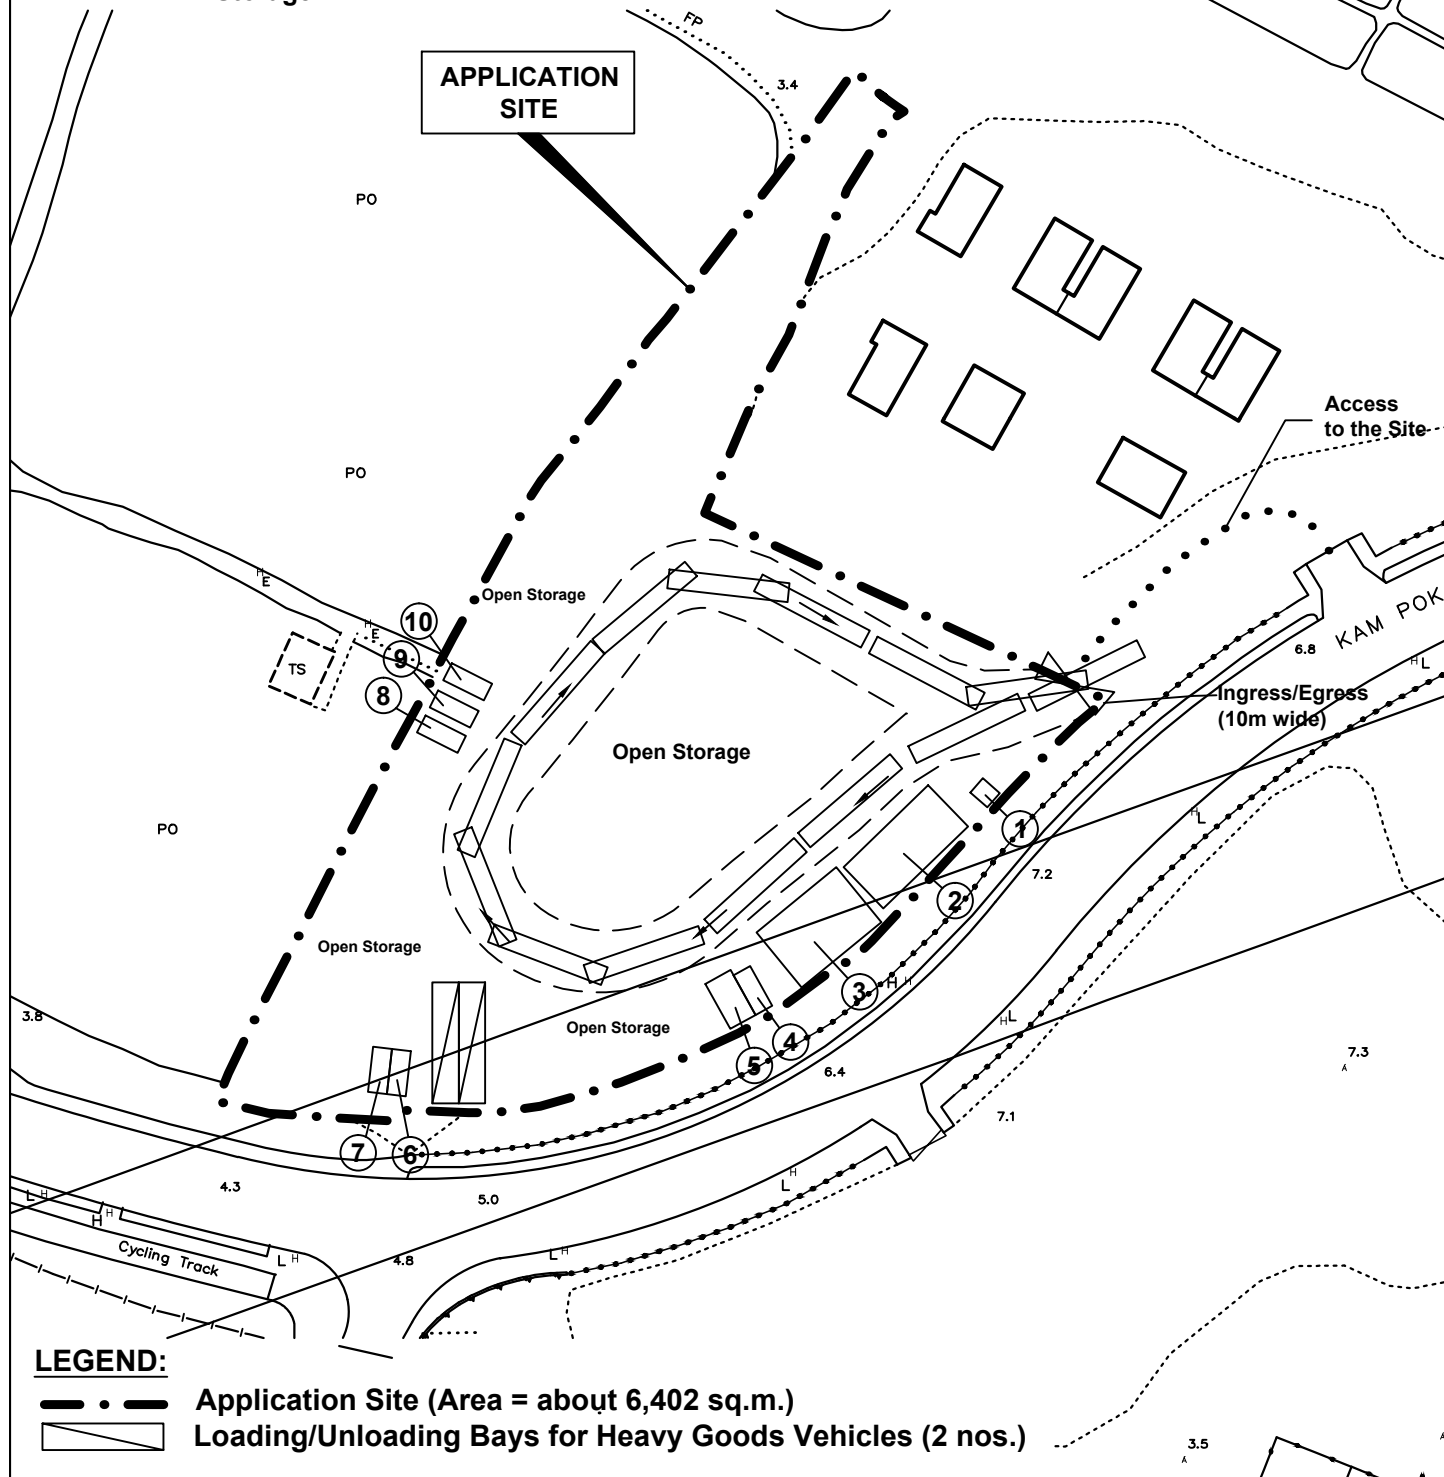 FP
3.4
APPLICATION
SITE
PO
Access
to the Site
PO
H
E
Open Storage
10
H
E
9
TS
8
KAM POK
6.8
H L
Ingress/Egress
(10m wide)
Open Storage
PO
1
H L
7.2
2
Open Storage
3
H H
3.8
Open Storage
4
H L
5
6.4
7.3
7.1
7
6
4.3
5.0
H
L
L H
H H
Cycling Track
L H
4.8
L H
LEGEND:
Application Site (Area = about 6,402 sq.m.)
Loading/Unloading Bays for Heavy Goods Vehicles (2 nos.)
3.5